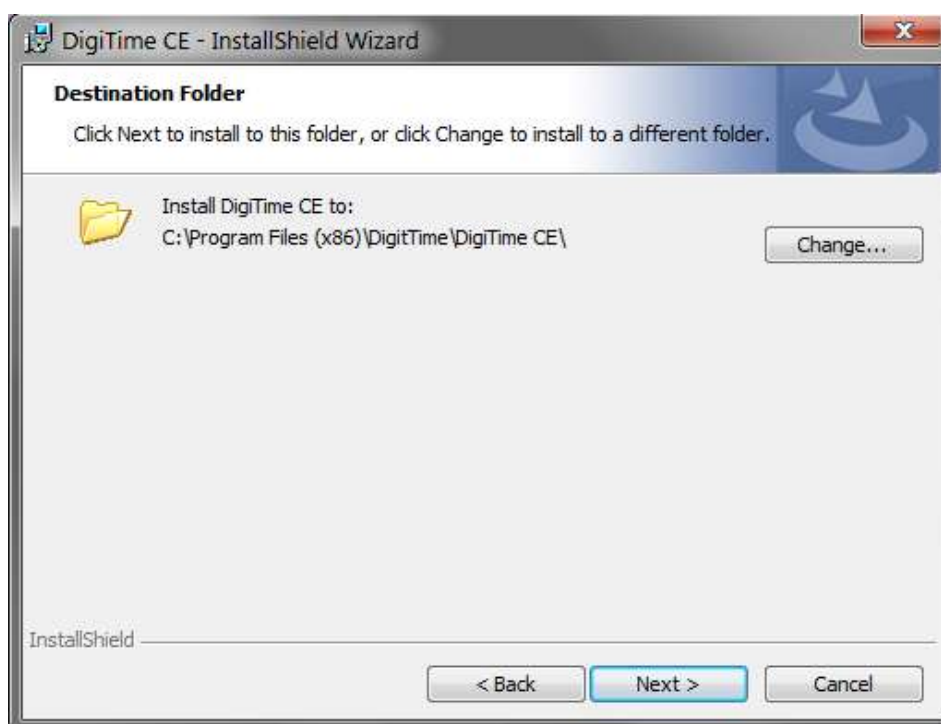 DigiTime CE - InstallShield Wizard
Destination Folder
Click Next to install to this folder, or click Change to install to a different folder.
Install DigiTime CE to:
C:\Program Files (x86)\DigitTime\DigiTime CE\
Change...
InstallShield
< Back
Next >
Cancel